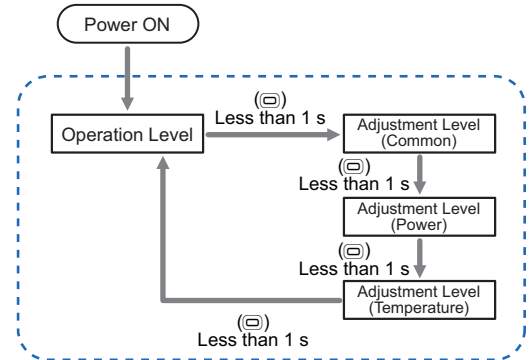 Power ON
Operation Level
(▭)
Less than 1 s
Adjustment Level
(Common)
(▭)
Less than 1 s
Adjustment Level
(Power)
(▭)
Less than 1 s
Adjustment Level
(Temperature)
(▭)
Less than 1 s